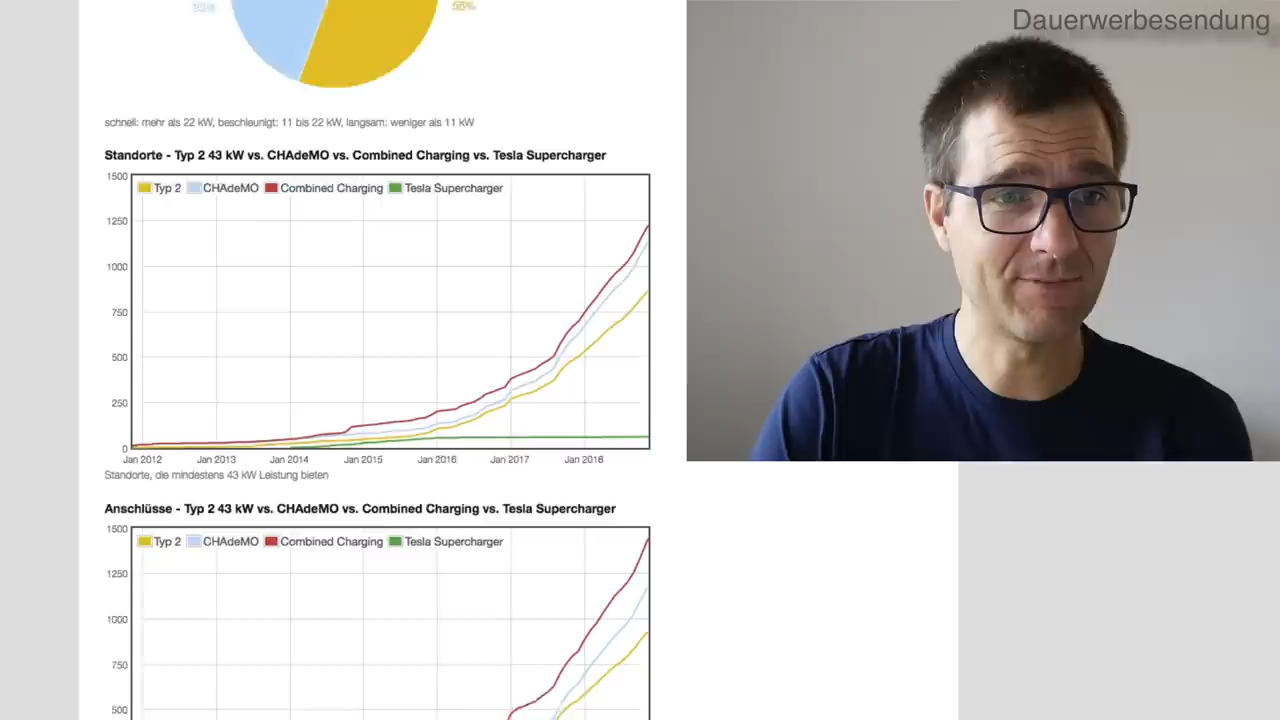 Dauerwerbesendung
56%
schnell: mehr als 22 kW, beschleunigt: 11 bis 22 kW, langsam: weniger als 11 kW
Standorte - Typ 2 43 kW vs. CHAdeMO vs. Combined Charging vs. Tesla Supercharger
1500
Typ 2 CHAdeMO Combined Charging Tesla Supercharger
1250
1000
750
500
250
0
Jan 2012 Jan 2013 Jan 2014 Jan 2015 Jan 2016 Jan 2017 Jan 2018
Standorte, die mindestens 43 kW Leistung bieten
Anschlüsse - Typ 2 43 kW vs. CHAdeMO vs. Combined Charging vs. Tesla Supercharger
1500
Typ 2 CHAdeMO Combined Charging Tesla Supercharger
1250
1000
750
500